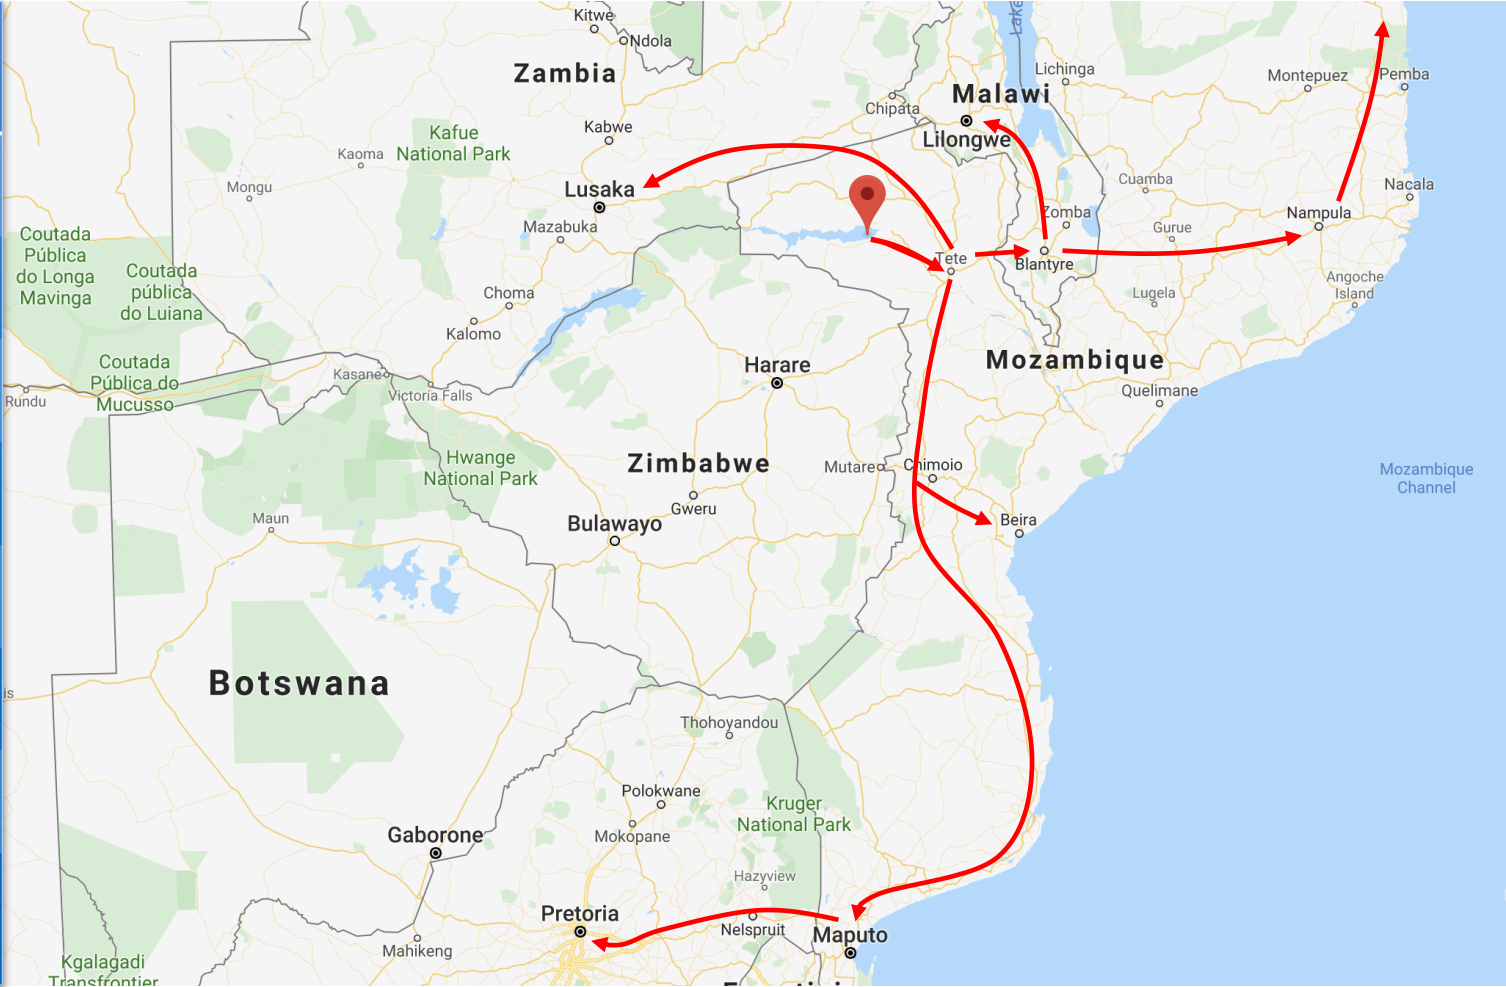 Kitwe
Ndola
Zambia
Lichinga
Montepuez
Pemba
Malawi
Chipata
Lake
Kabwe
Kafue
National Park
Lilongwe
Kaoma
Mongu
Lusaka
Cuamba
Nacala
Mazabuka
Zomba
Nampula
Gurue
Coutada
Pública
do Longa
Mavinga
Coutada
pública
do Luiana
Tete
Blantyre
Angoche
Island
Choma
Lugela
Kalomo
Harare
Mozambique
Coutada
Pública do
Mucusso
Kasane
Victoria Falls
Rundu
Quelimane
Zimbabwe
Mutare
Chimoio
Hwange
National Park
Mozambique
Channel
Gweru
Maun
Bulawayo
Beira
Botswana
is
Thohoyandou
Polokwane
Kruger
National Park
Mokopane
Gaborone
Hazyview
Pretoria
Nelspruit
Maputo
Mahikeng
Kgalagadi
Transfrontier